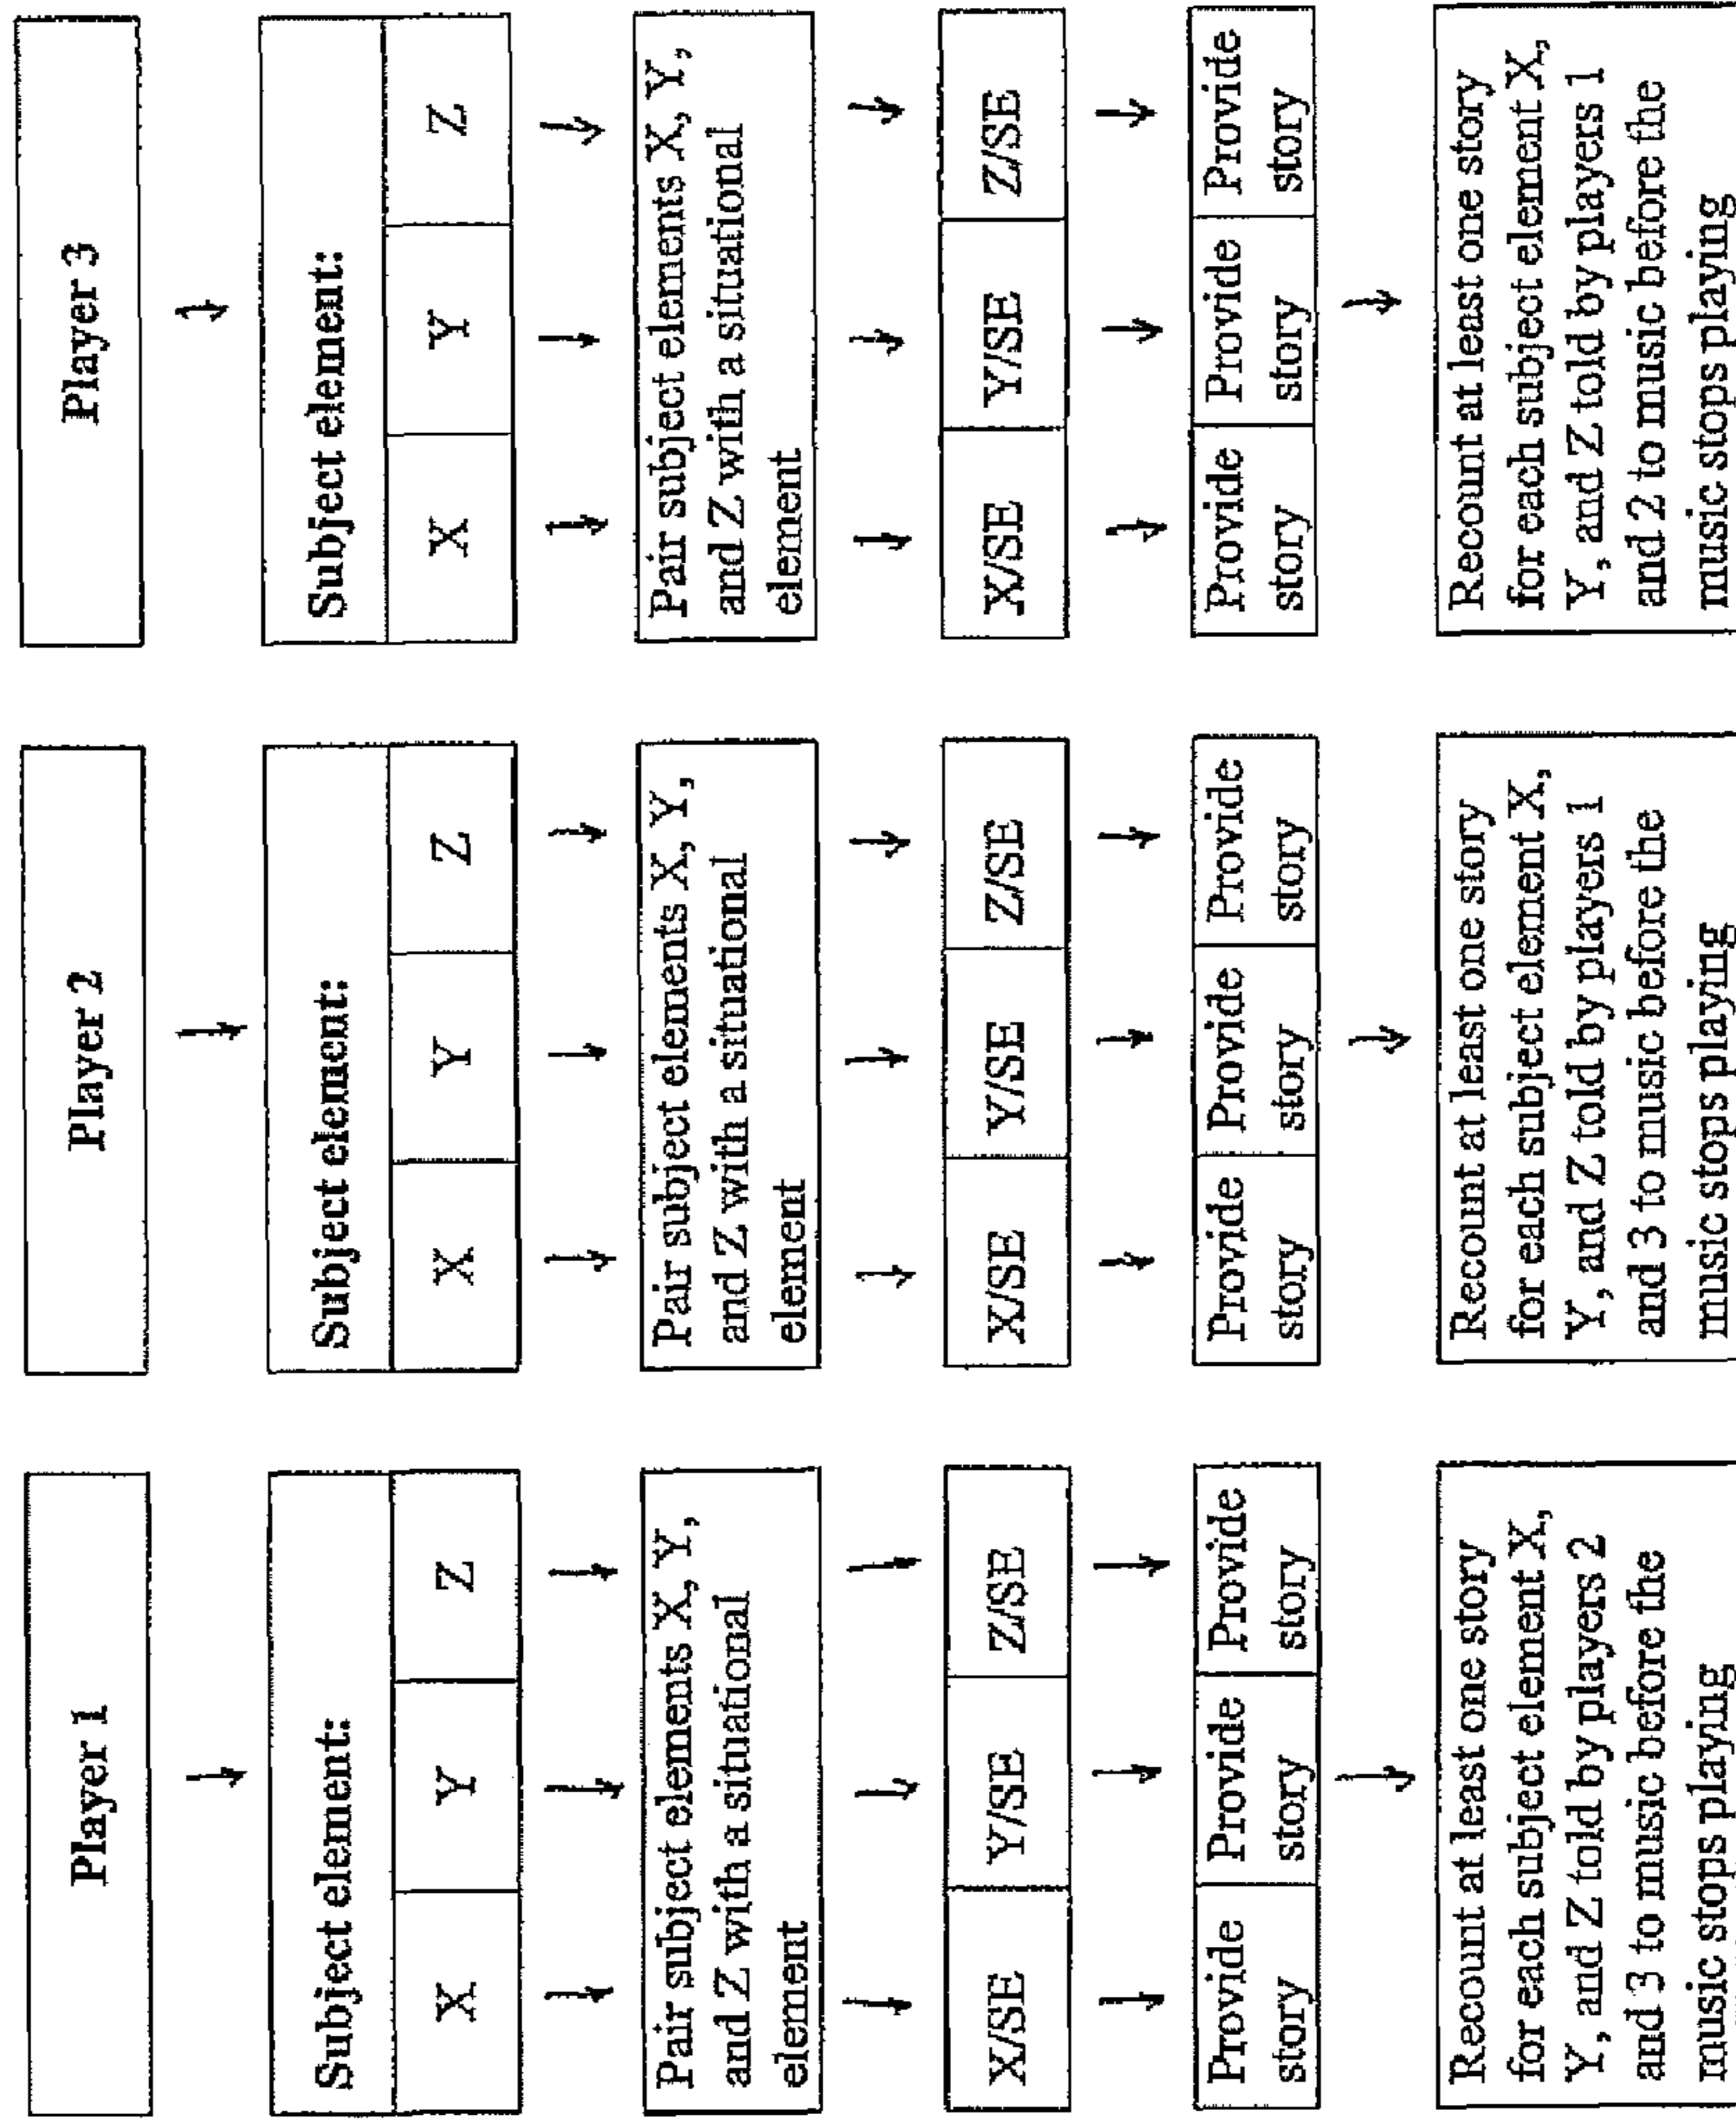 Player 1
Subject element:
X Y Z
Pair subject elements X, Y,
and Z with a situational
element
X/SE Y/SE Z/SE
Provide story Provide story Provide story
Recount at least one story
for each subject element X,
Y, and Z told by players 2
and 3 to music before the
music stops playing
Player 2
Subject element:
X Y Z
Pair subject elements X, Y,
and Z with a situational
element
X/SE Y/SE Z/SE
Provide story Provide story Provide story
Recount at least one story
for each subject element X,
Y, and Z told by players 1
and 3 to music before the
music stops playing
Player 3
Subject element:
X Y Z
Pair subject elements X, Y,
and Z with a situational
element
X/SE Y/SE Z/SE
Provide story Provide story Provide story
Recount at least one story
for each subject element X,
Y, and Z told by players 1
and 2 to music before the
music stops playing